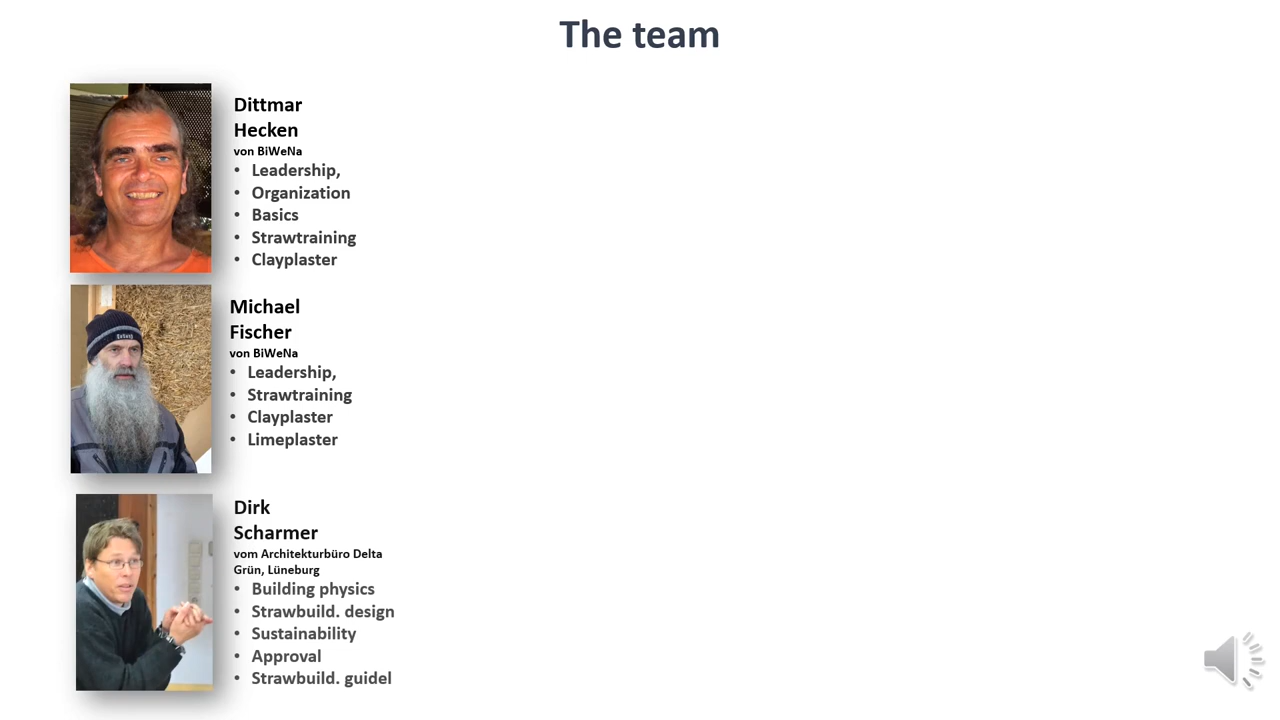 The team
Dittmar
Hecken
von BiWeNa
• Leadership,
• Organization
• Basics
• Strawtraining
• Clayplaster
Michael
Fischer
von BiWeNa
• Leadership,
• Strawtraining
• Clayplaster
• Limeplaster
Dirk
Scharmer
vom Architekturbüro Delta
Grün, Lüneburg
• Building physics
• Strawbuild. design
• Sustainability
• Approval
• Strawbuild. guidel